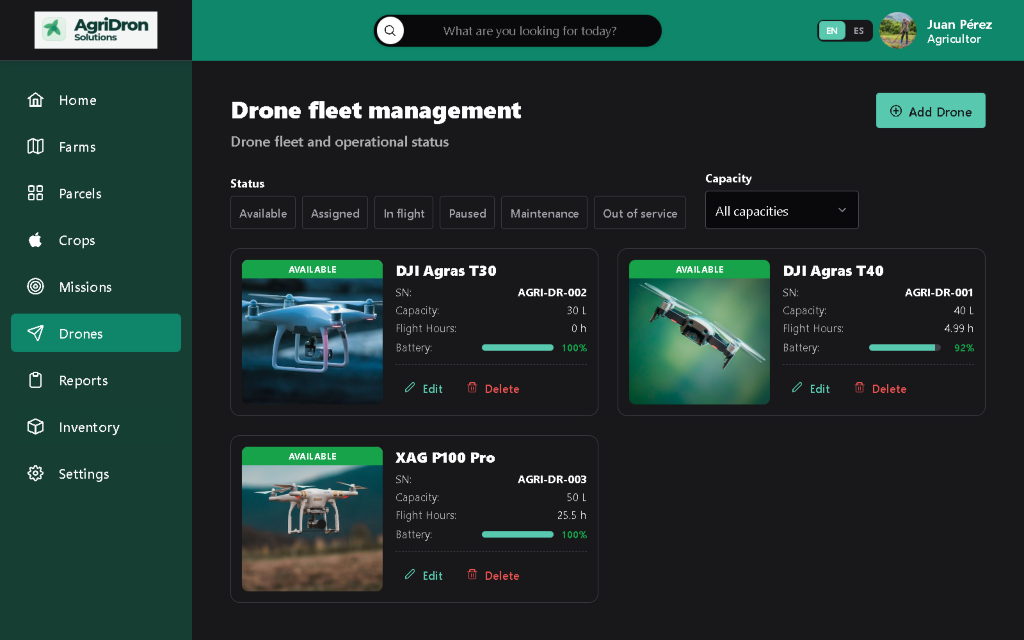 AgriDron
Solutions
What are you looking for today?
EN ES
Juan Pérez
Agricultor
Home
Farms
Parcels
Crops
Missions
Drones
Reports
Inventory
Settings
Drone fleet management
Drone fleet and operational status
Add Drone
Status
Available Assigned In flight Paused Maintenance Out of service
Capacity
All capacities
AVAILABLE
DJI Agras T30
SN: AGRI-DR-002
Capacity: 30 L
Flight Hours: 0 h
Battery: 100%
Edit Delete
AVAILABLE
DJI Agras T40
SN: AGRI-DR-001
Capacity: 40 L
Flight Hours: 4.99 h
Battery: 92%
Edit Delete
AVAILABLE
XAG P100 Pro
SN: AGRI-DR-003
Capacity: 50 L
Flight Hours: 25.5 h
Battery: 100%
Edit Delete